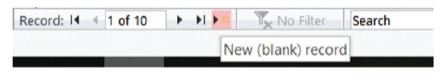 Record: 1 of 10 No Filter Search
New (blank) record